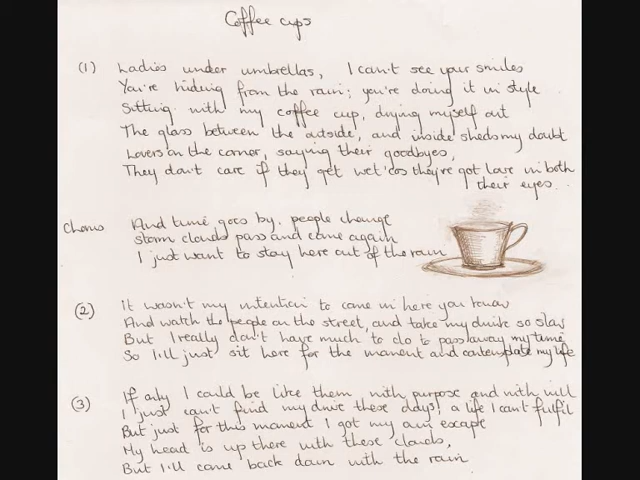 Coffee cups
(1) Ladies under umbrellas, I can't see your smiles
You're hiding from the rain; you're doing it in style
Sitting with my coffee cup, drying myself out
The glass between the outside, and inside sheds my doubt
Lovers on the corner, saying their goodbyes,
They don't care if they get wet 'cos they've got love in both
their eyes.
Chorus And time goes by. people change
storm clouds pass and come again
I just want to stay here out of the rain
(2) It wasn't my intention to come in here you know
And watch the people on the street, and take my drink so slow
But I really don't have much to do to pass away my time
So I'll just sit here for the moment and contemplate my life
(3) If only I could be like them with purpose and with will
I just can't find my drive these days, a life I can't fulfil
But just for this moment I got my own escape
My head is up there with these clouds,
But I'll come back down with the rain